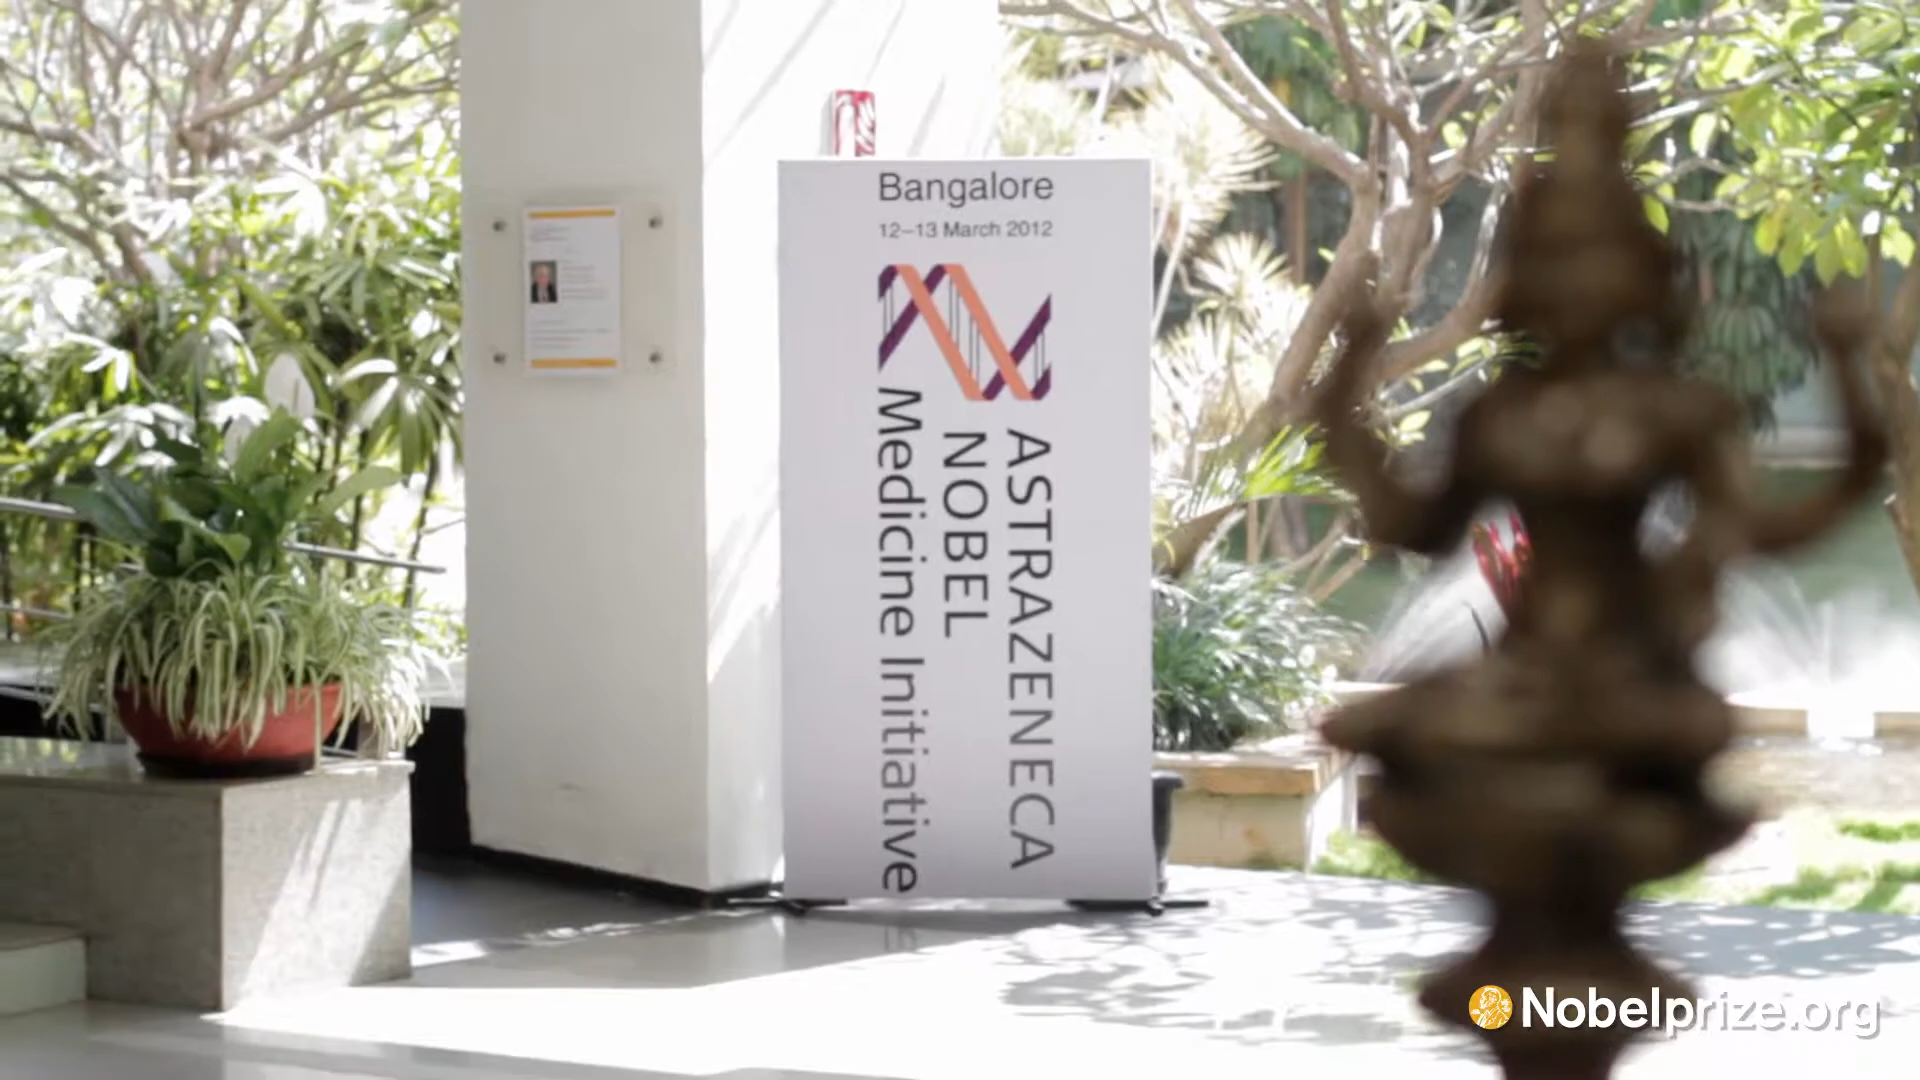 Bangalore
12–13 March 2012
ASTRAZENECA
NOBEL
Medicine Initiative
Nobelprize.org